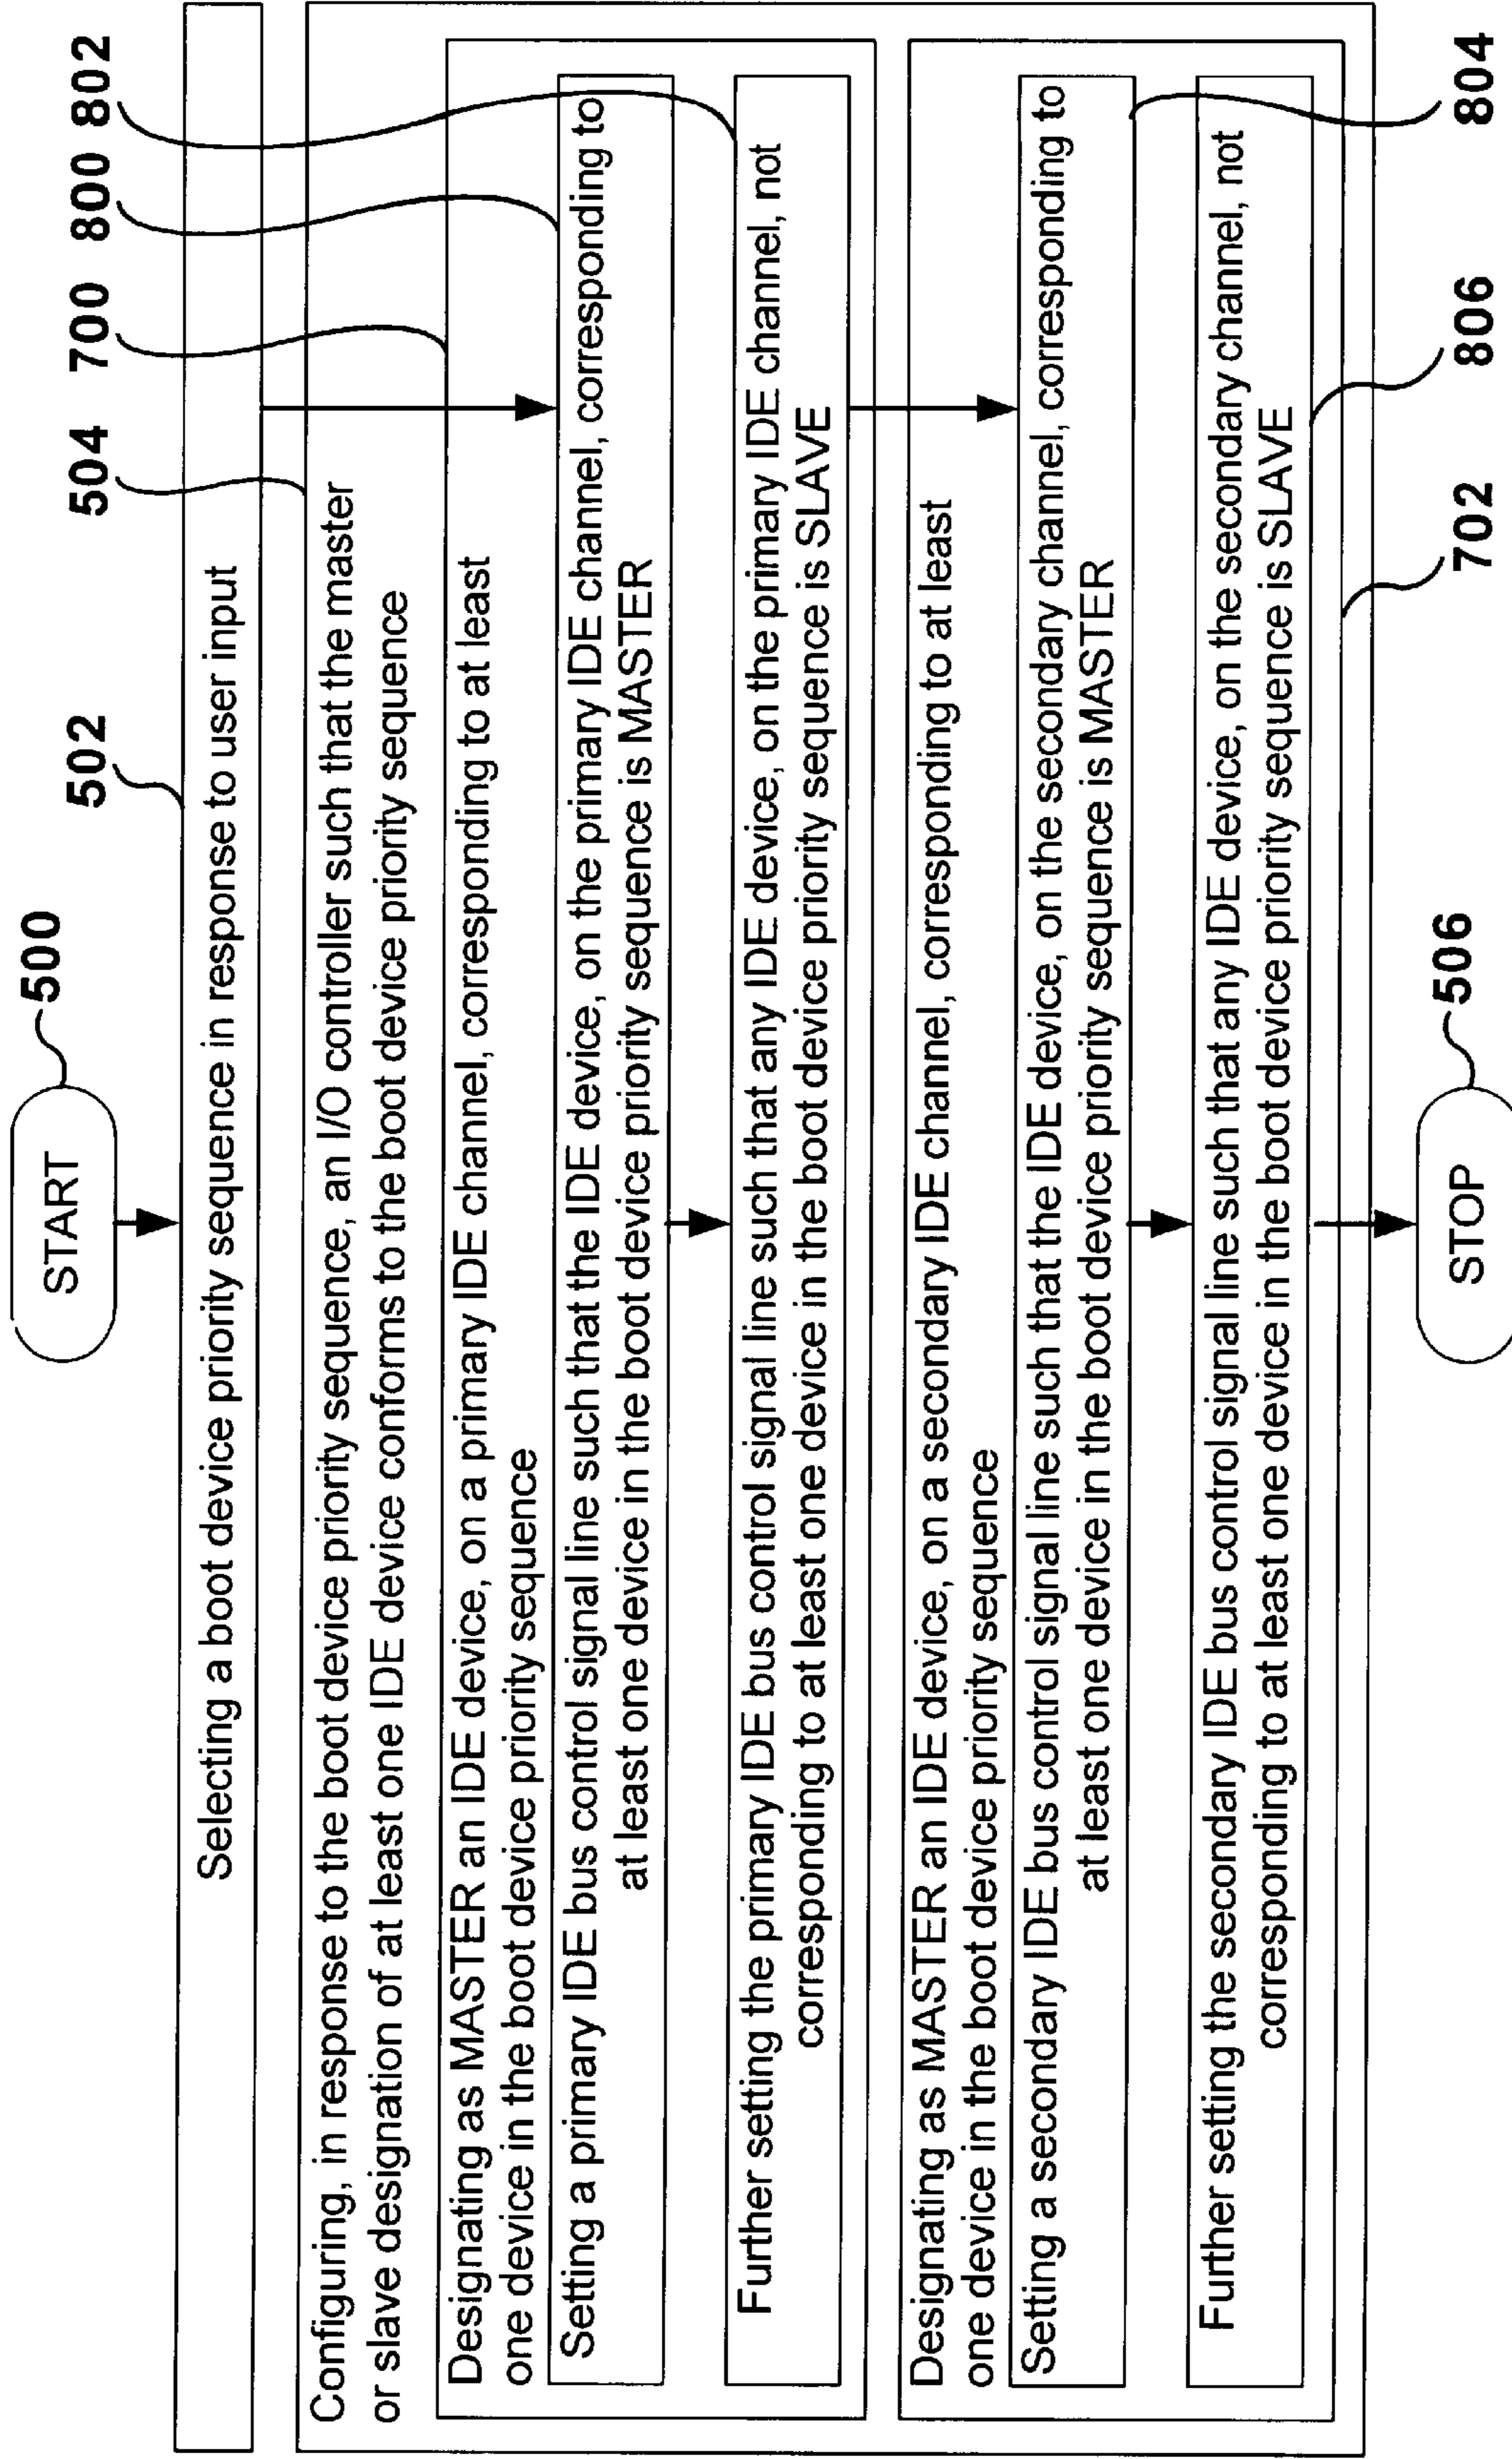 START
500
502
Selecting a boot device priority sequence in response to user input
504
700
800
802
Configuring, in response to the boot device priority sequence, an I/O controller such that the master
or slave designation of at least one IDE device conforms to the boot device priority sequence
Designating as MASTER an IDE device, on a primary IDE channel, corresponding to at least
one device in the boot device priority sequence
Setting a primary IDE bus control signal line such that the IDE device, on the primary IDE channel, corresponding to
at least one device in the boot device priority sequence is MASTER
Further setting the primary IDE bus control signal line such that any IDE device, on the primary IDE channel, not
corresponding to at least one device in the boot device priority sequence is SLAVE
Designating as MASTER an IDE device, on a secondary IDE channel, corresponding to at least
one device in the boot device priority sequence
Setting a secondary IDE bus control signal line such that the IDE device, on the secondary channel, corresponding to
at least one device in the boot device priority sequence is MASTER
Further setting the secondary IDE bus control signal line such that any IDE device, on the secondary channel, not
corresponding to at least one device in the boot device priority sequence is SLAVE
STOP
506
702
806
804